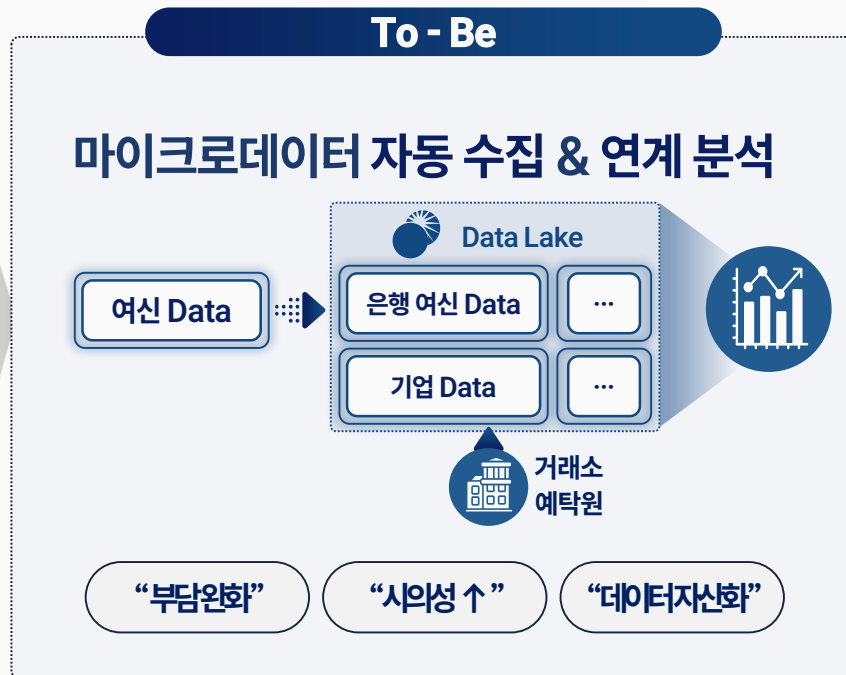 To - Be
마이크로데이터 자동 수집 & 연계 분석
Data Lake
여신 Data
은행 여신 Data
...
기업 Data
...
거래소
예탁원
“부담완화”
“시의성 ↑”
“데이터자산화”